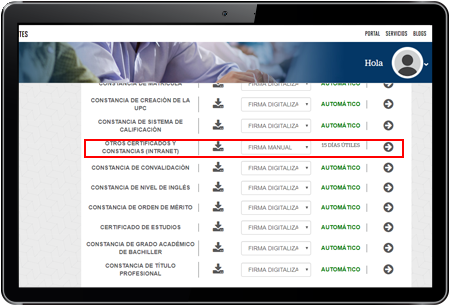 TES
PORTAL SERVICIOS BLOGS
Hola
CONSTANCIA DE MATRÍCULA FIRMA DIGITALIZA AUTOMÁTICO
CONSTANCIA DE CREACIÓN DE LA
UPC
FIRMA DIGITALIZA AUTOMÁTICO
CONSTANCIA DE SISTEMA DE
CALIFICACIÓN
FIRMA DIGITALIZA AUTOMÁTICO
OTROS CERTIFICADOS Y
CONSTANCIAS (INTRANET)
FIRMA MANUAL 15 DÍAS ÚTILES
CONSTANCIA DE CONVALIDACIÓN FIRMA DIGITALIZA AUTOMÁTICO
CONSTANCIA DE NIVEL DE INGLÉS FIRMA DIGITALIZA AUTOMÁTICO
CONSTANCIA DE ORDEN DE MÉRITO FIRMA DIGITALIZA AUTOMÁTICO
CERTIFICADO DE ESTUDIOS FIRMA DIGITALIZA AUTOMÁTICO
CONSTANCIA DE GRADO ACADÉMICO
DE BACHILLER
FIRMA DIGITALIZA AUTOMÁTICO
CONSTANCIA DE TÍTULO
PROFESIONAL
FIRMA DIGITALIZA AUTOMÁTICO